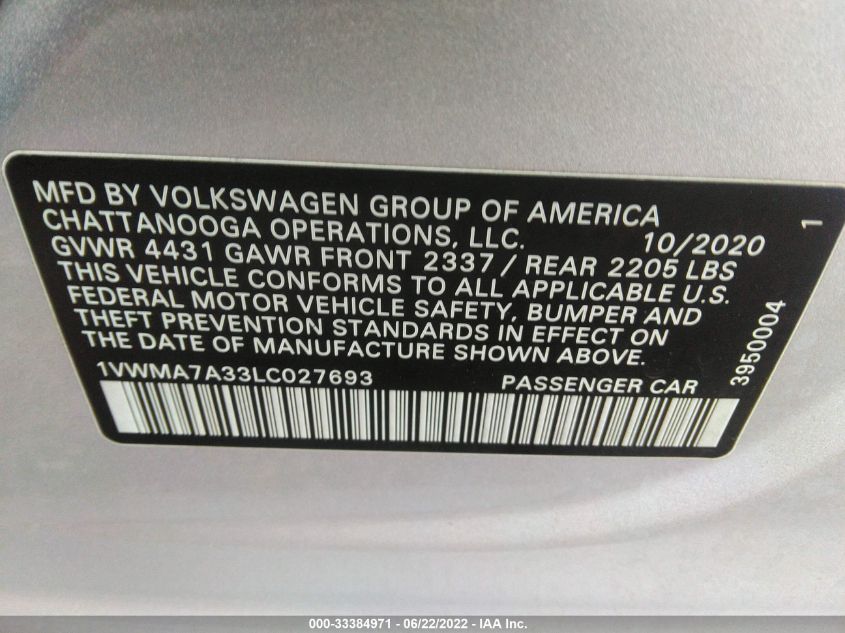 MFD BY VOLKSWAGEN GROUP OF AMERICA
CHATTANOOGA OPERATIONS, LLC. 10/2020
GVWR 4431 GAWR FRONT 2337 / REAR 2205 LBS
THIS VEHICLE CONFORMS TO ALL APPLICABLE U.S.
FEDERAL MOTOR VEHICLE SAFETY, BUMPER AND
THEFT PREVENTION STANDARDS IN EFFECT ON
THE DATE OF MANUFACTURE SHOWN ABOVE.
1VWMA7A33LC027693 PASSENGER CAR
3950004 1
000-33384971 - 06/22/2022 - IAA Inc.